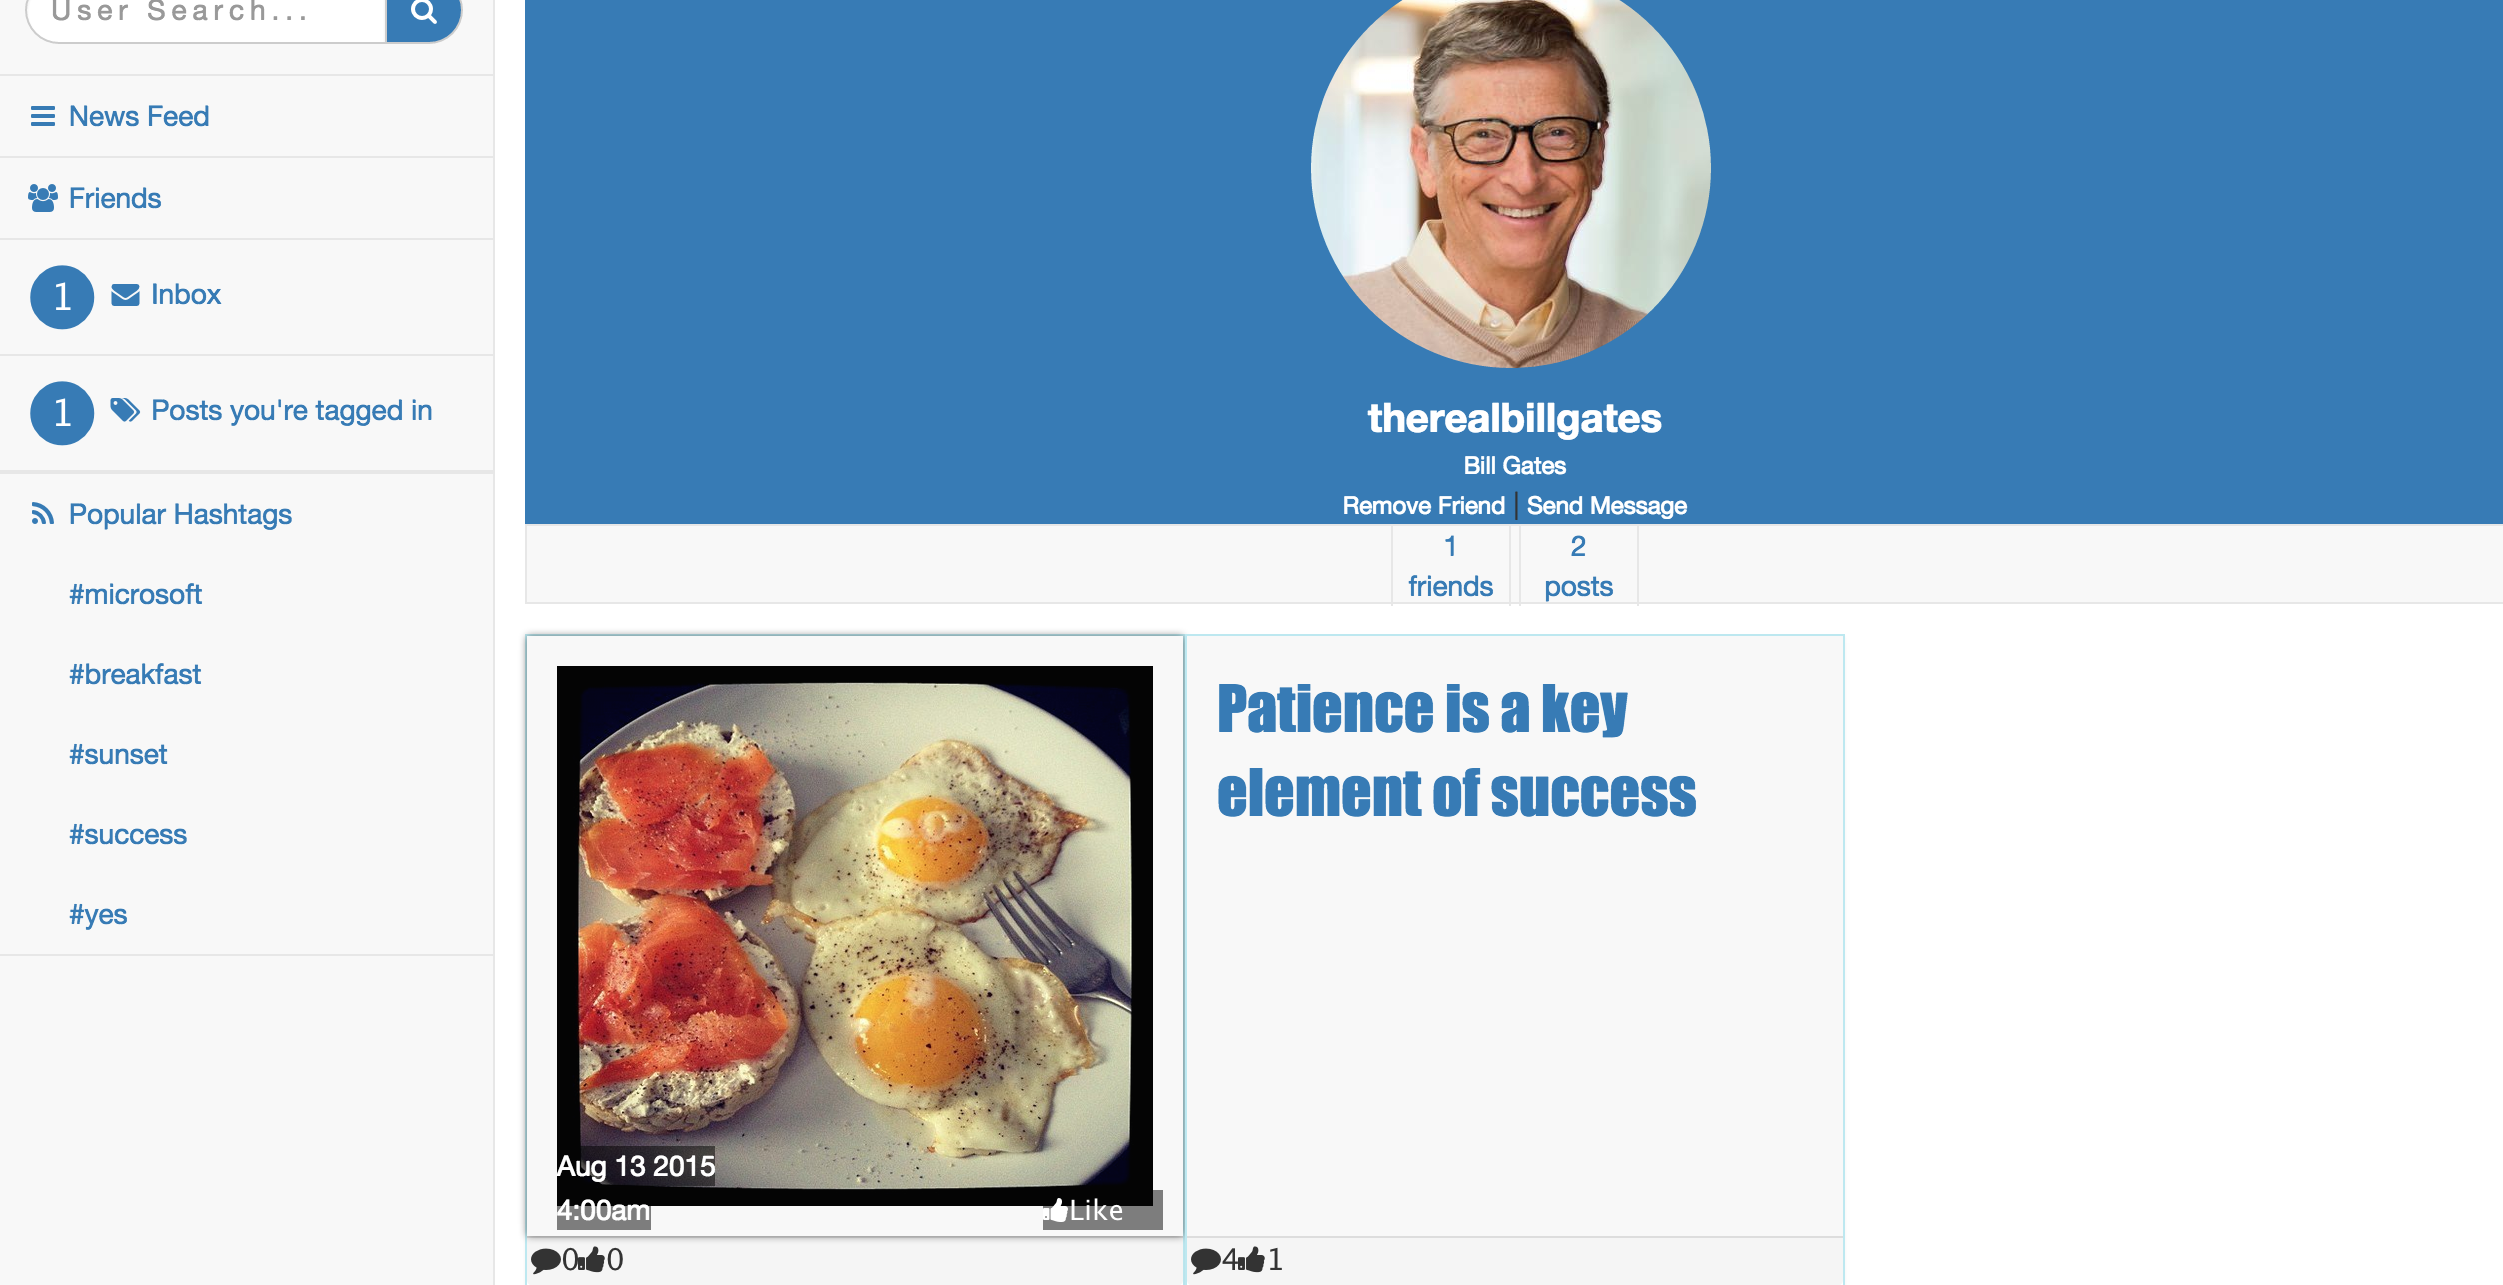 User Search...
News Feed
Friends
1 Inbox
1 Posts you're tagged in
Popular Hashtags
#microsoft
#breakfast
#sunset
#success
#yes
therealbillgates
Bill Gates
Remove Friend | Send Message
1
friends
2
posts
Aug 13 2015
4:00am
Like
0 0
Patience is a key
element of success
4 1